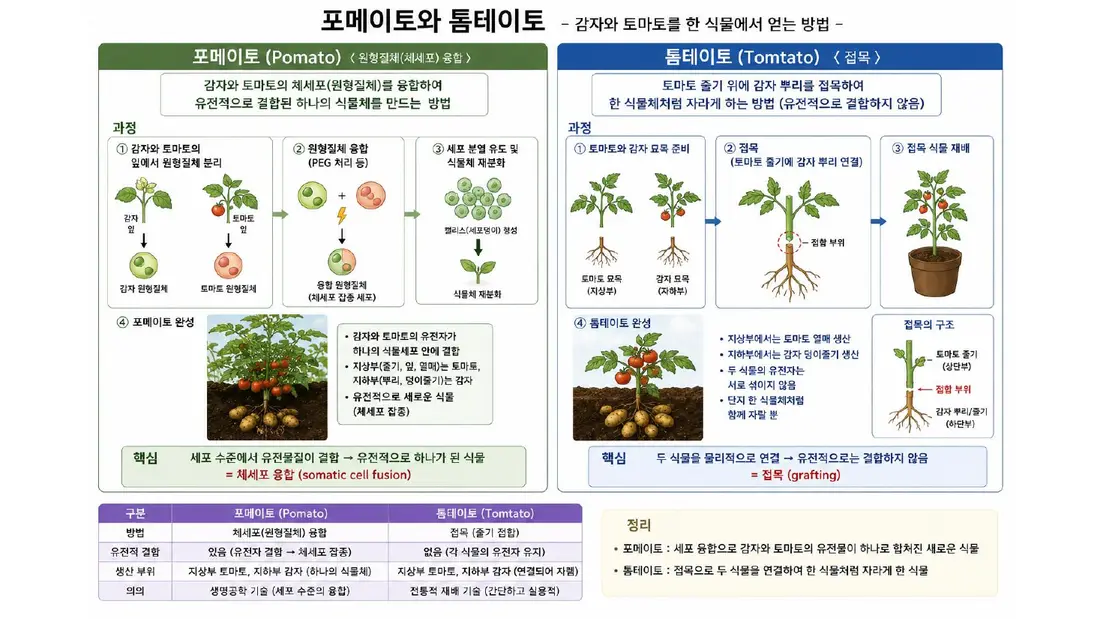 포메이토와 톰테이토 - 감자와 토마토를 한 식물에서 얻는 방법 -
포메이토 (Pomato) < 원형질체(체세포) 융합 >
감자와 토마토의 체세포(원형질체)를 융합하여
유전적으로 결합된 하나의 식물체를 만드는 방법
과정
① 감자와 토마토의
잎에서 원형질체 분리
감자
잎
토마토
잎
감자 원형질체
토마토 원형질체
② 원형질체 융합
(PEG 처리 등)
+
융합 원형질체
(체세포 잡종 세포)
③ 세포 분열 유도 및
식물체 재분화
캘리스(세포덩이) 형성
식물체 재분화
④ 포메이토 완성
• 감자와 토마토의 유전자가
하나의 식물세포 안에 결합
• 지상부(줄기, 잎, 열매)는 토마토,
지하부(뿌리, 덩이줄기)는 감자
• 유전적으로 새로운 식물
(체세포 잡종)
핵심
세포 수준에서 유전물질이 결합 → 유전적으로 하나가 된 식물
= 체세포 융합 (somatic cell fusion)
톰테이토 (Tomtato) < 접목 >
토마토 줄기 위에 감자 뿌리를 접목하여
한 식물체처럼 자라게 하는 방법 (유전적으로 결합하지 않음)
과정
① 토마토와 감자 묘목 준비
토마토 묘목
(지상부)
감자 묘목
(지하부)
② 접목
(토마토 줄기에 감자 뿌리 연결)
접합 부위
③ 접목 식물 재배
④ 톰테이토 완성
• 지상부에서는 토마토 열매 생산
• 지하부에서는 감자 덩이줄기 생산
• 두 식물의 유전자는
서로 섞이지 않음
• 단지 한 식물체처럼
함께 자랄 뿐
접목의 구조
토마토 줄기
(상단부)
접합 부위
감자 뿌리/줄기
(하단부)
핵심
두 식물을 물리적으로 연결 → 유전적으로는 결합하지 않음
= 접목 (grafting)
구분 포메이토 (Pomato) 톰테이토 (Tomtato)
방법 체세포(원형질체) 융합 접목 (줄기 접합)
유전적 결합 있음 (유전자 결합 → 체세포 잡종) 없음 (각 식물의 유전자 유지)
생산 부위 지상부 토마토, 지하부 감자 (하나의 식물체) 지상부 토마토, 지하부 감자 (연결되어 자람)
의의 생명공학 기술 (세포 수준의 융합) 전통적 재배 기술 (간단하고 실용적)
정리
• 포메이토 : 세포 융합으로 감자와 토마토의 유전물이 하나로 합쳐진 새로운 식물
• 톰테이토 : 접목으로 두 식물을 연결하여 한 식물처럼 자라게 한 식물